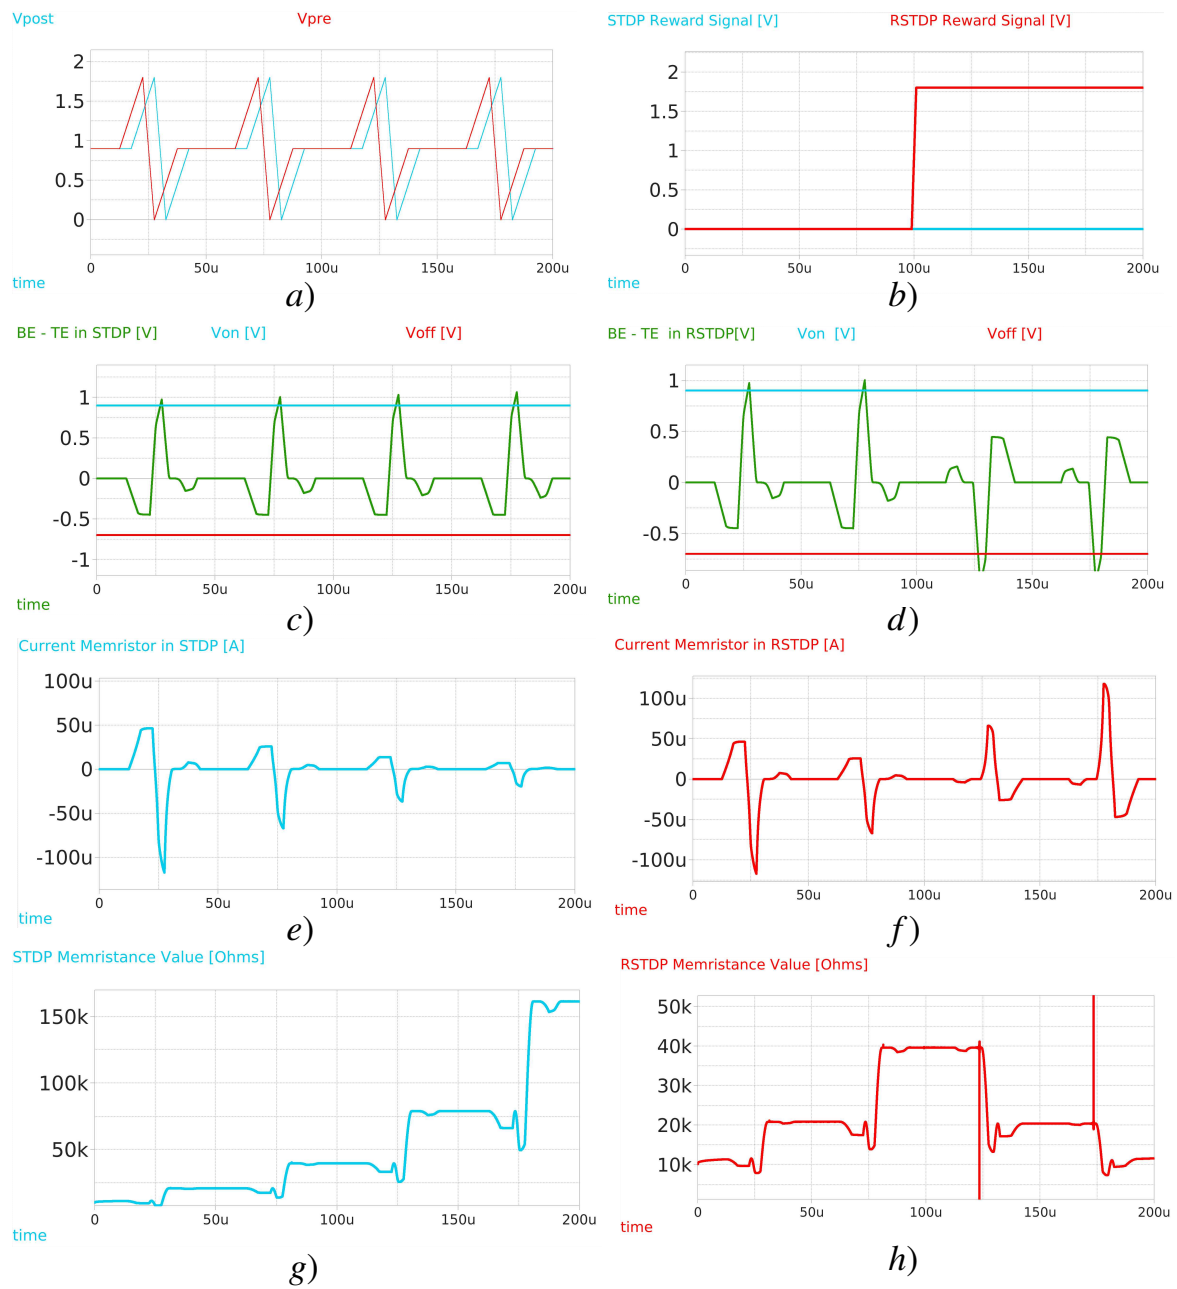 Vpost Vpre
2
1.5
1
0.5
0
0 50u 100u 150u 200u
time
a)
STDP Reward Signal [V] RSTDP Reward Signal [V]
2
1.5
1
0.5
0
0 50u 100u 150u 200u
time
b)
BE - TE in STDP [V] Von [V] Voff [V]
1
0.5
0
-0.5
-1
0 50u 100u 150u 200u
time
c)
BE - TE in RSTDP[V] Von [V] Voff [V]
1
0.5
0
-0.5
0 50u 100u 150u 200u
time
d)
Current Memristor in STDP [A]
100u
50u
0
-50u
-100u
0 50u 100u 150u 200u
time
e)
Current Memristor in RSTDP [A]
100u
50u
0
-50u
-100u
0 50u 100u 150u 200u
time
f)
STDP Memristance Value [Ohms]
150k
100k
50k
0 50u 100u 150u 200u
time
g)
RSTDP Memristance Value [Ohms]
50k
40k
30k
20k
10k
0 50u 100u 150u 200u
time
h)